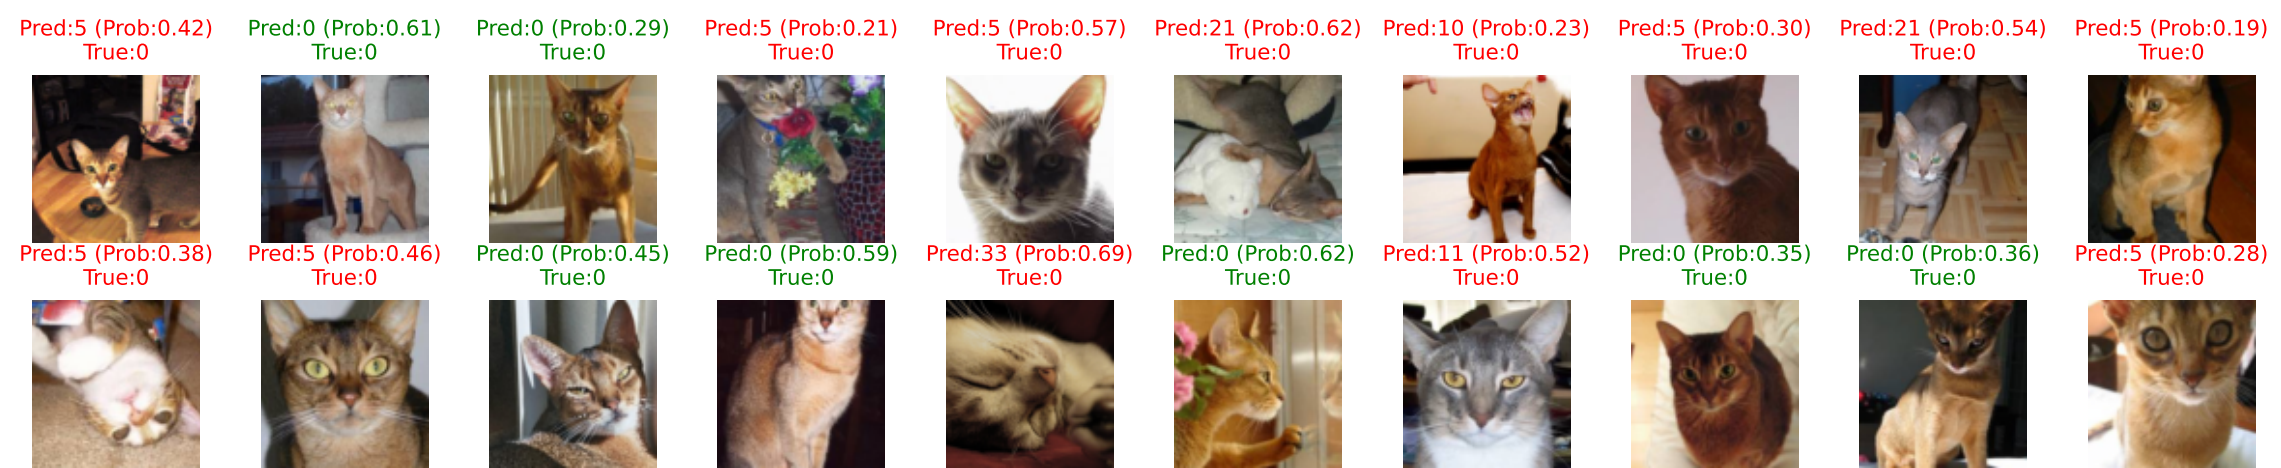 Pred:5 (Prob:0.42) Pred:0 (Prob:0.61) Pred:0 (Prob:0.29) Pred:5 (Prob:0.21) Pred:5 (Prob:0.57) Pred:21 (Prob:0.62) Pred:10 (Prob:0.23) Pred:5 (Prob:0.30) Pred:21 (Prob:0.54) Pred:5 (Prob:0.19)
True:0 True:0 True:0 True:0 True:0 True:0 True:0 True:0 True:0 True:0
Pred:5 (Prob:0.38) Pred:5 (Prob:0.46) Pred:0 (Prob:0.45) Pred:0 (Prob:0.59) Pred:33 (Prob:0.69) Pred:0 (Prob:0.62) Pred:11 (Prob:0.52) Pred:0 (Prob:0.35) Pred:0 (Prob:0.36) Pred:5 (Prob:0.28)
True:0 True:0 True:0 True:0 True:0 True:0 True:0 True:0 True:0 True:0